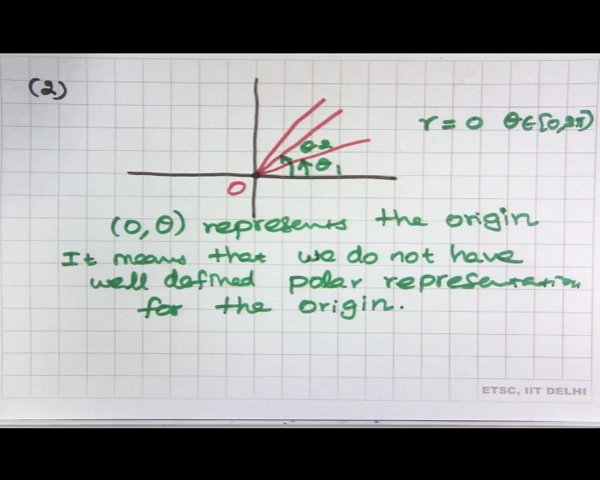 (2)
r = 0 θ∈[0,2π)
θ2
θ1
O
(0, θ) represents the origin
It means that we do not have
well defined polar representation
for the origin.
ETSC, IIT DELHI